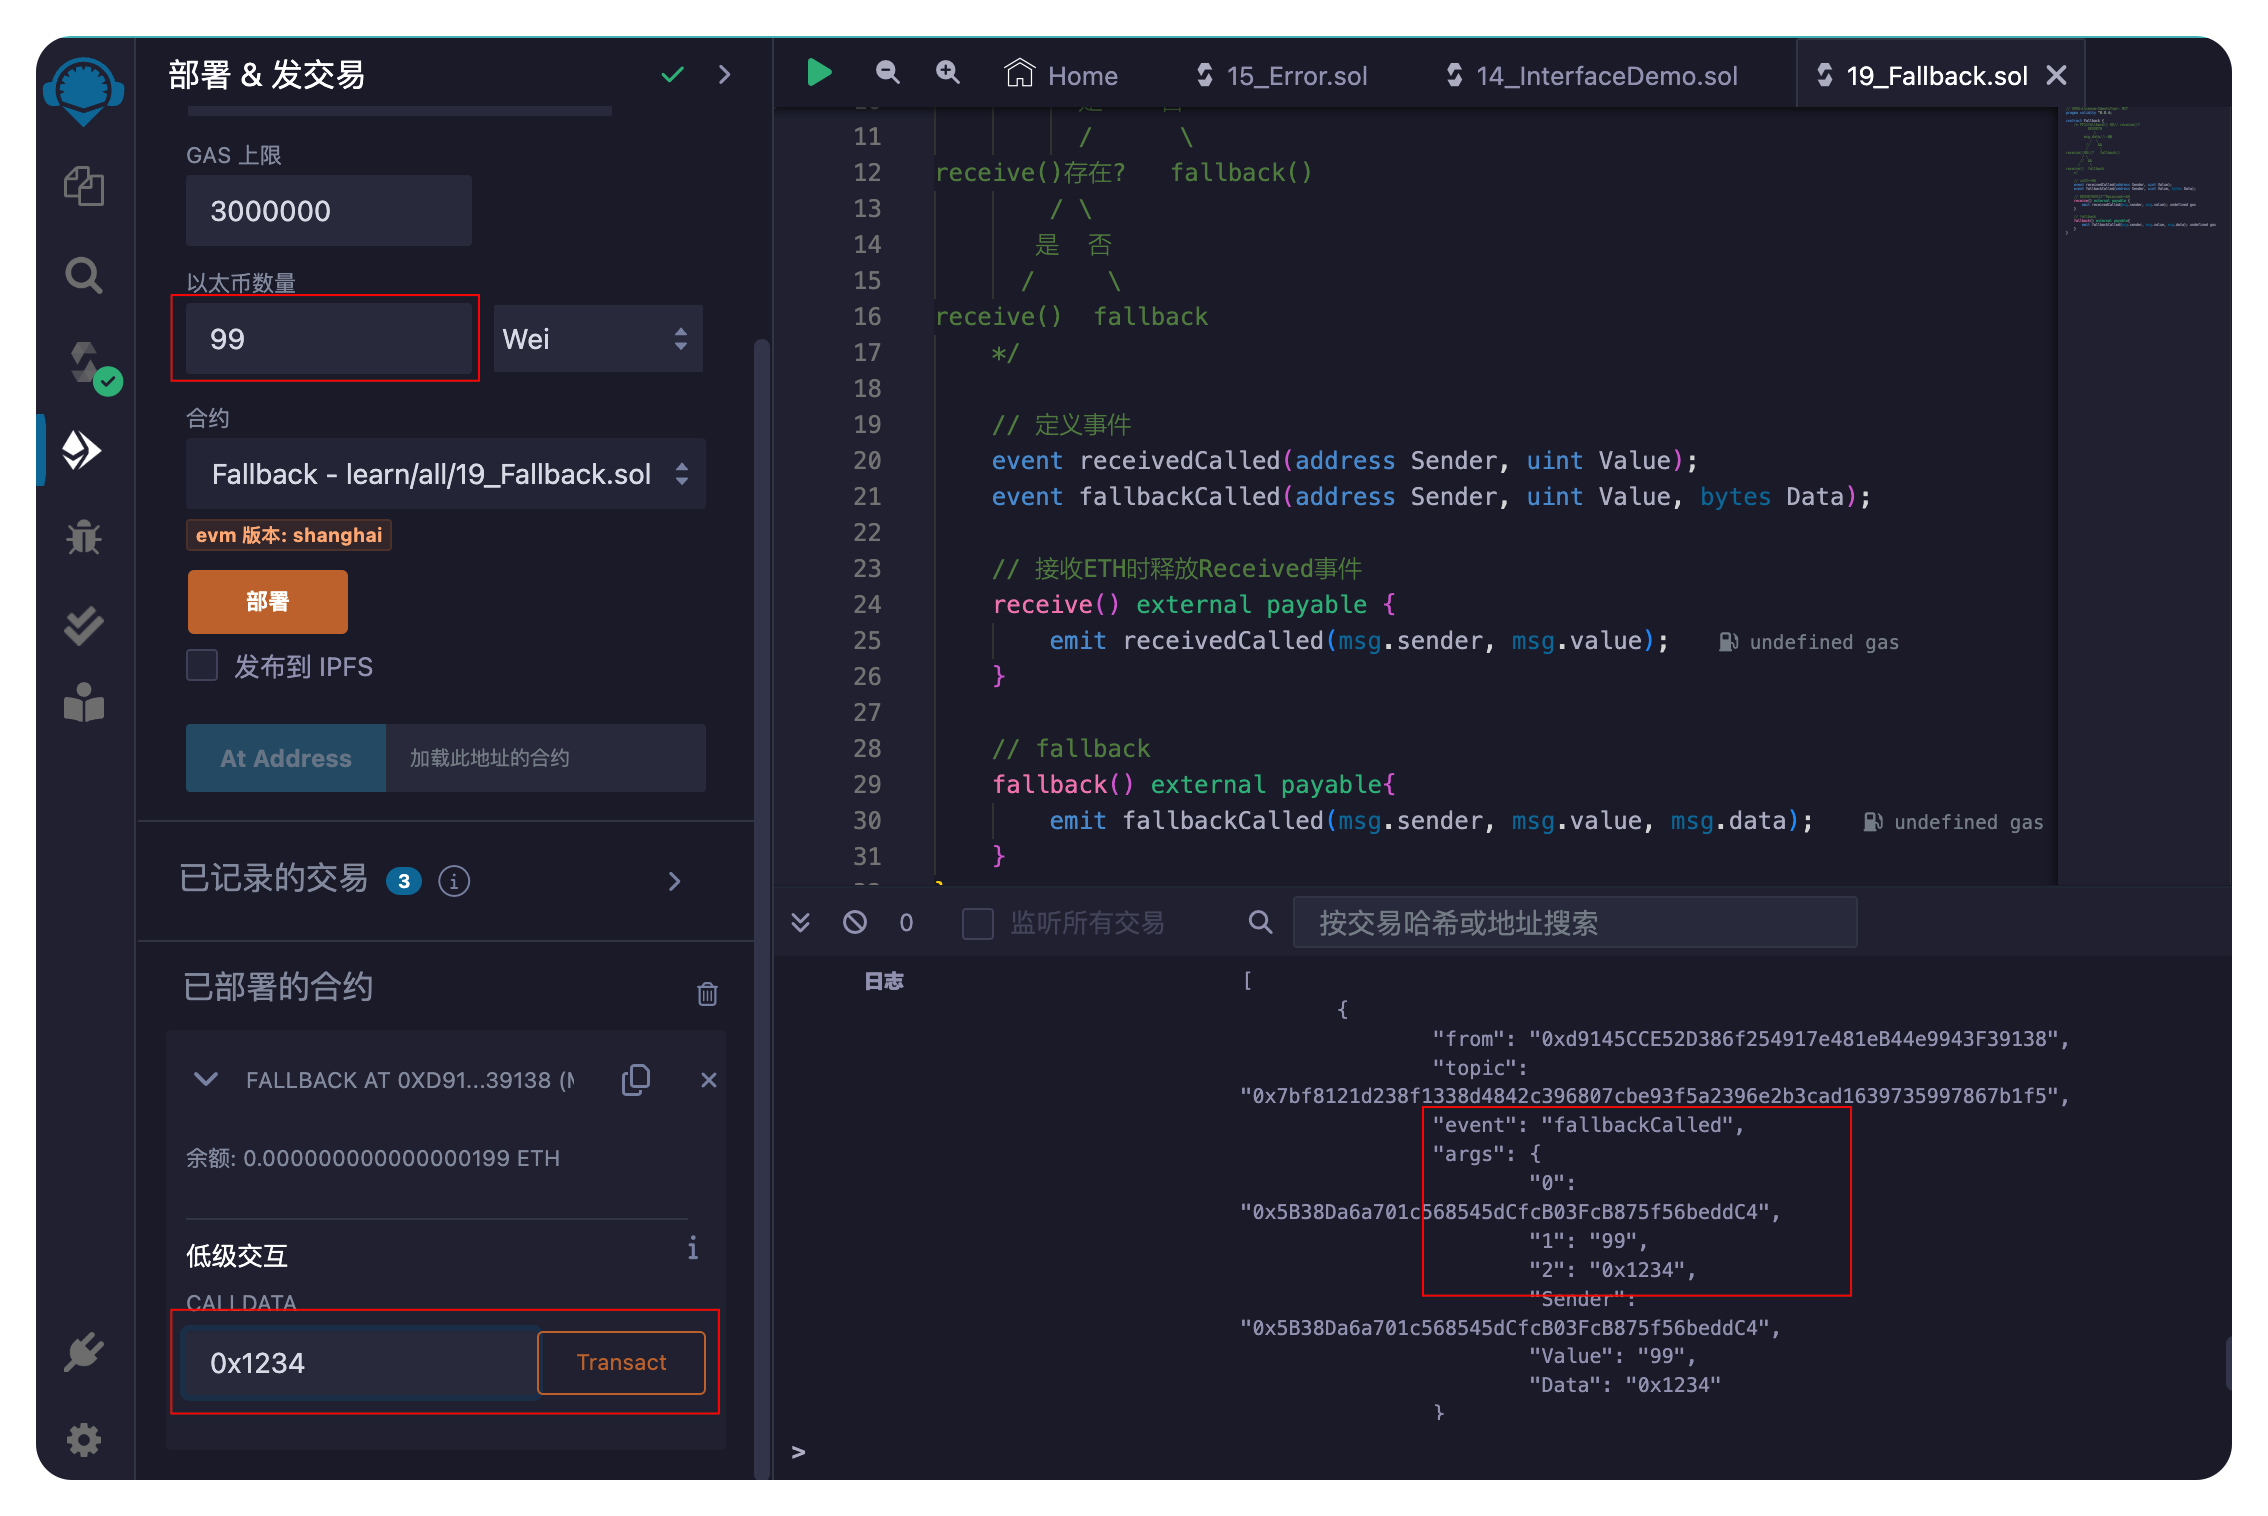 部署 & 发交易
GAS 上限
3000000
以太币数量
99
Wei
合约
Fallback - learn/all/19_Fallback.sol
evm 版本: shanghai
部署
发布到 IPFS
At Address
加载此地址的合约
已记录的交易 3
已部署的合约
FALLBACK AT 0XD91...39138 (
余额: 0.000000000000000199 ETH
低级交互
CALLDATA
0x1234
Transact
Home
15_Error.sol
14_InterfaceDemo.sol
19_Fallback.sol
11 / \
12 receive()存在? fallback()
13 / \
14 是 否
15 / \
16 receive() fallback
17 */
18
19 // 定义事件
20 event receivedCalled(address Sender, uint Value);
21 event fallbackCalled(address Sender, uint Value, bytes Data);
22
23 // 接收ETH时释放Received事件
24 receive() external payable {
25 emit receivedCalled(msg.sender, msg.value); undefined gas
26 }
27
28 // fallback
29 fallback() external payable{
30 emit fallbackCalled(msg.sender, msg.value, msg.data); undefined gas
31 }
0
监听所有交易
按交易哈希或地址搜索
日志
[
{
"from": "0xd9145CCE52D386f254917e481eB44e9943F39138",
"topic":
"0x7bf8121d238f1338d4842c396807cbe93f5a2396e2b3cad1639735997867b1f5",
"event": "fallbackCalled",
"args": {
"0":
"0x5B38Da6a701c568545dCfcB03FcB875f56beddC4",
"1": "99",
"2": "0x1234",
"Sender":
"0x5B38Da6a701c568545dCfcB03FcB875f56beddC4",
"Value": "99",
"Data": "0x1234"
}
>